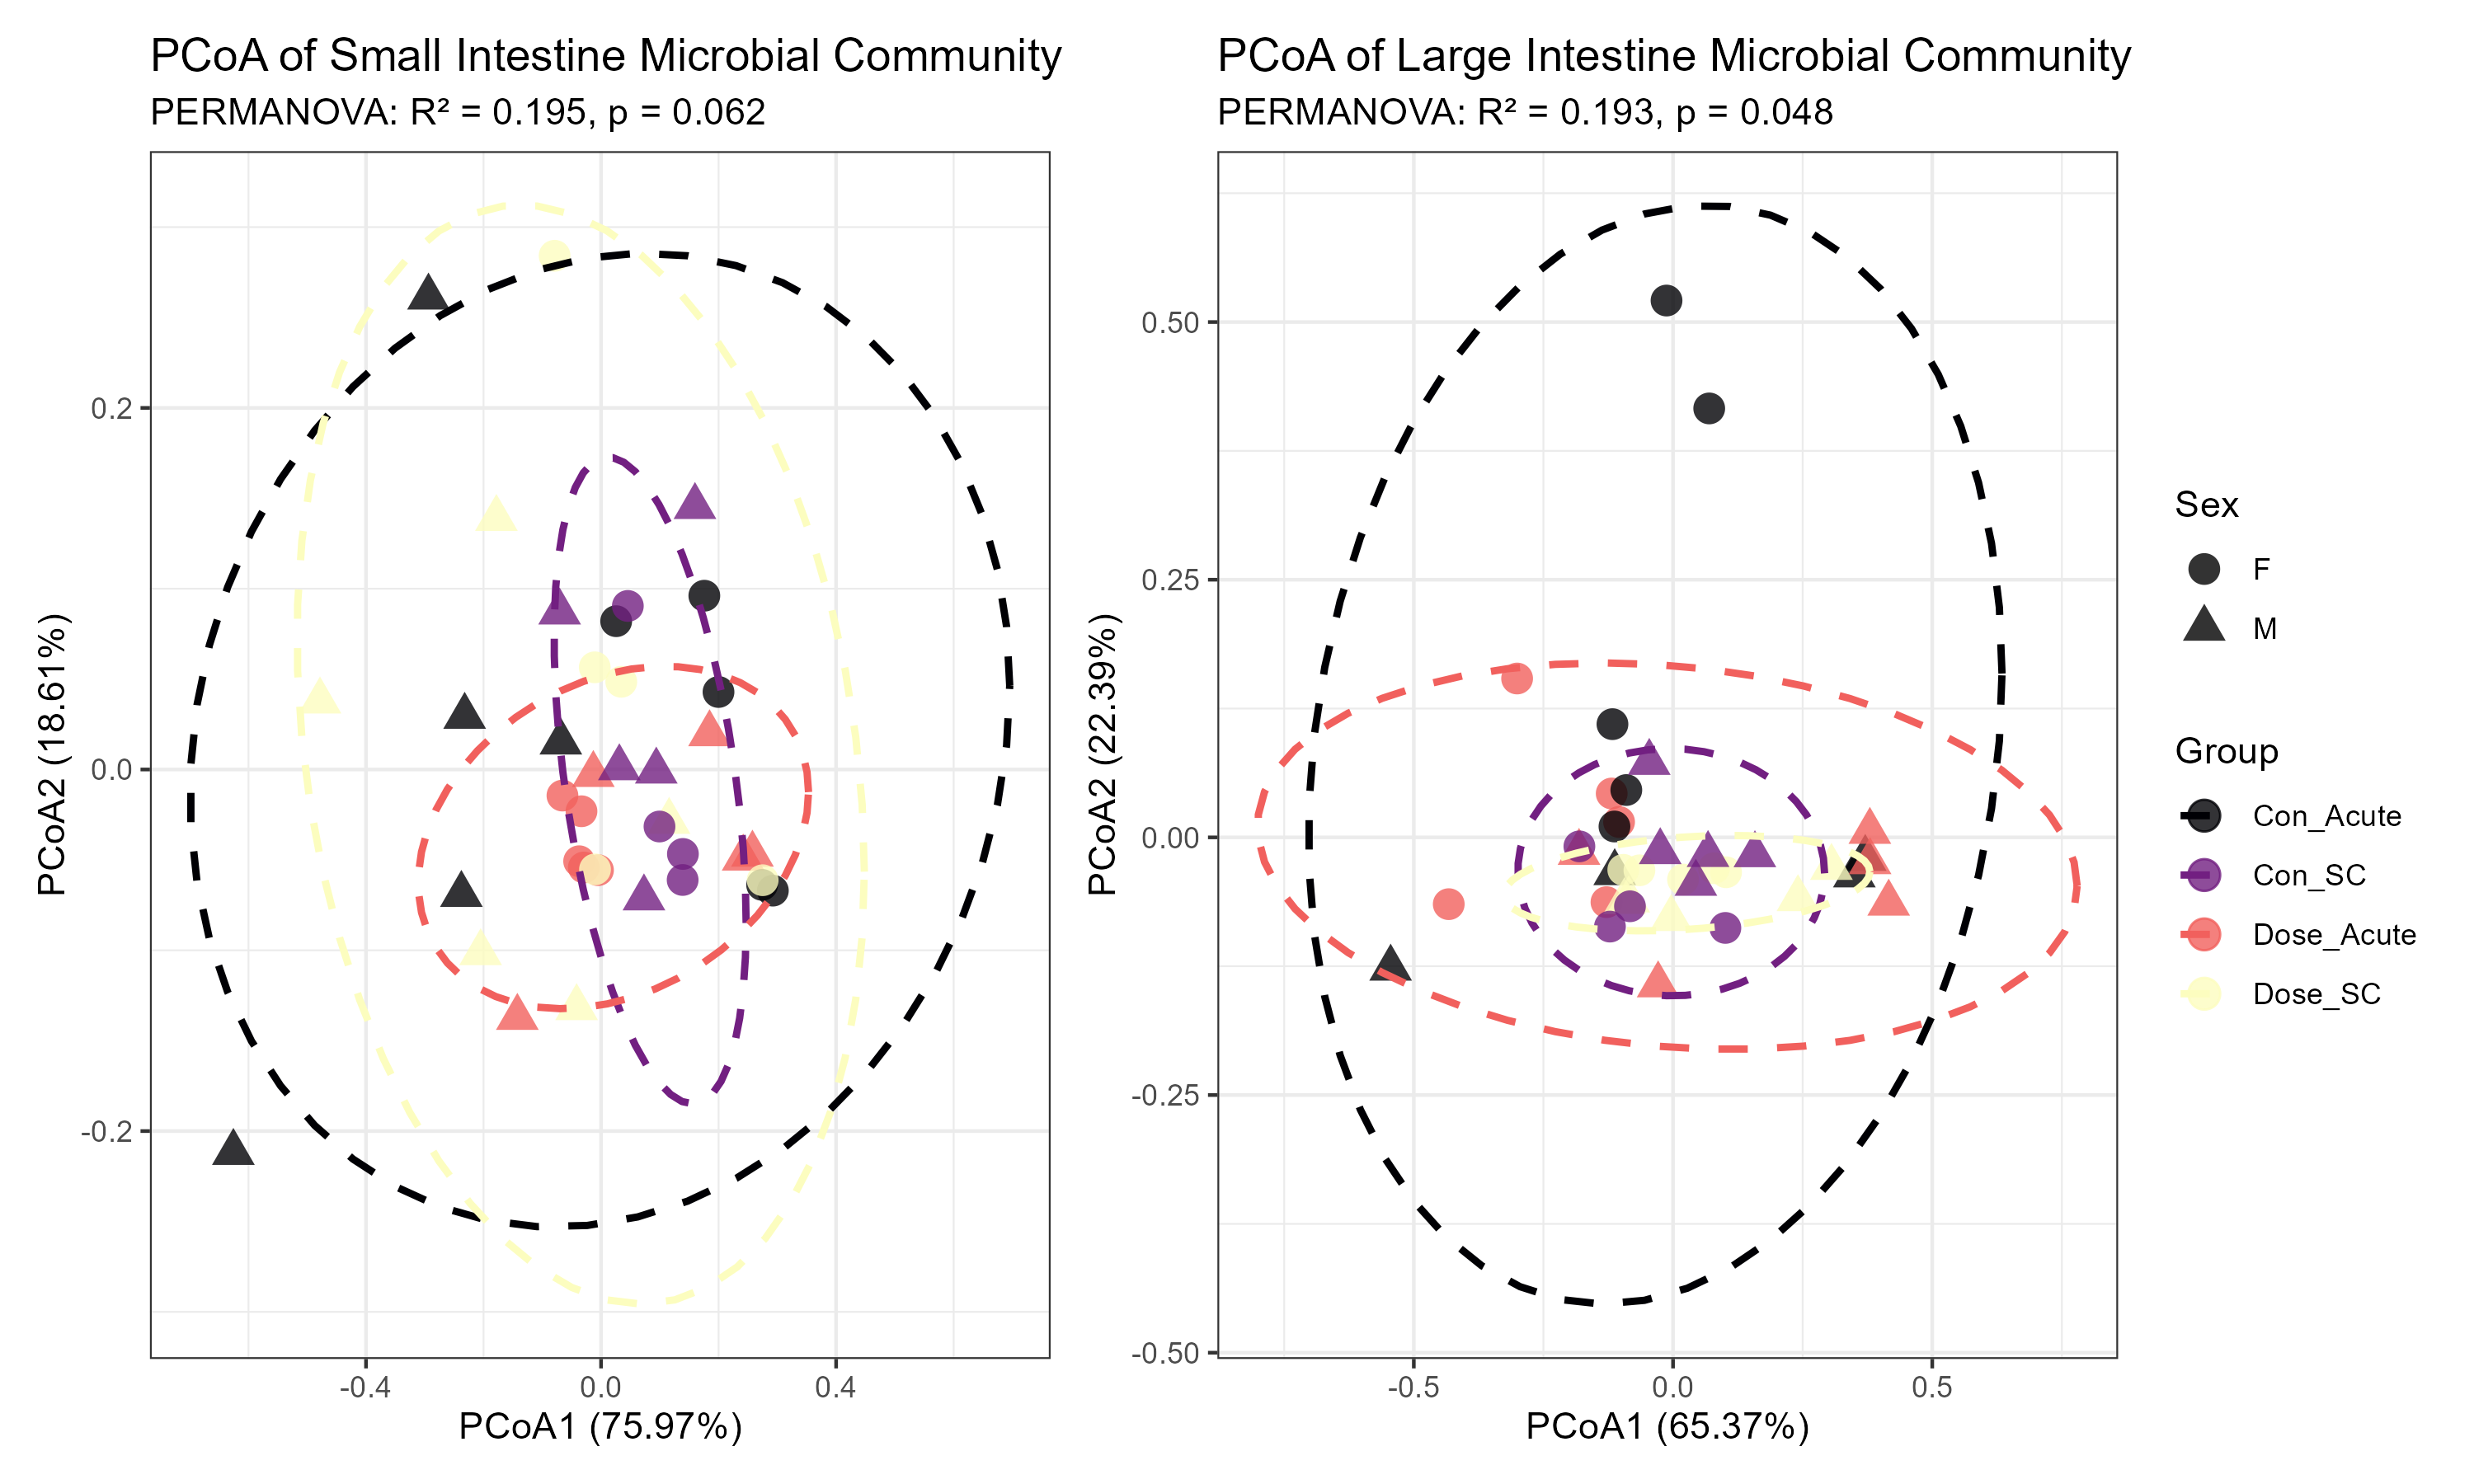 PCoA of Small Intestine Microbial Community
PERMANOVA: R² = 0.195, p = 0.062
PCoA2 (18.61%)
0.2
0.0
-0.2
-0.4
0.0
0.4
PCoA1 (75.97%)
PCoA of Large Intestine Microbial Community
PERMANOVA: R² = 0.193, p = 0.048
PCoA2 (22.39%)
0.50
0.25
0.00
-0.25
-0.50
-0.5
0.0
0.5
PCoA1 (65.37%)
Sex
F
M
Group
Con_Acute
Con_SC
Dose_Acute
Dose_SC